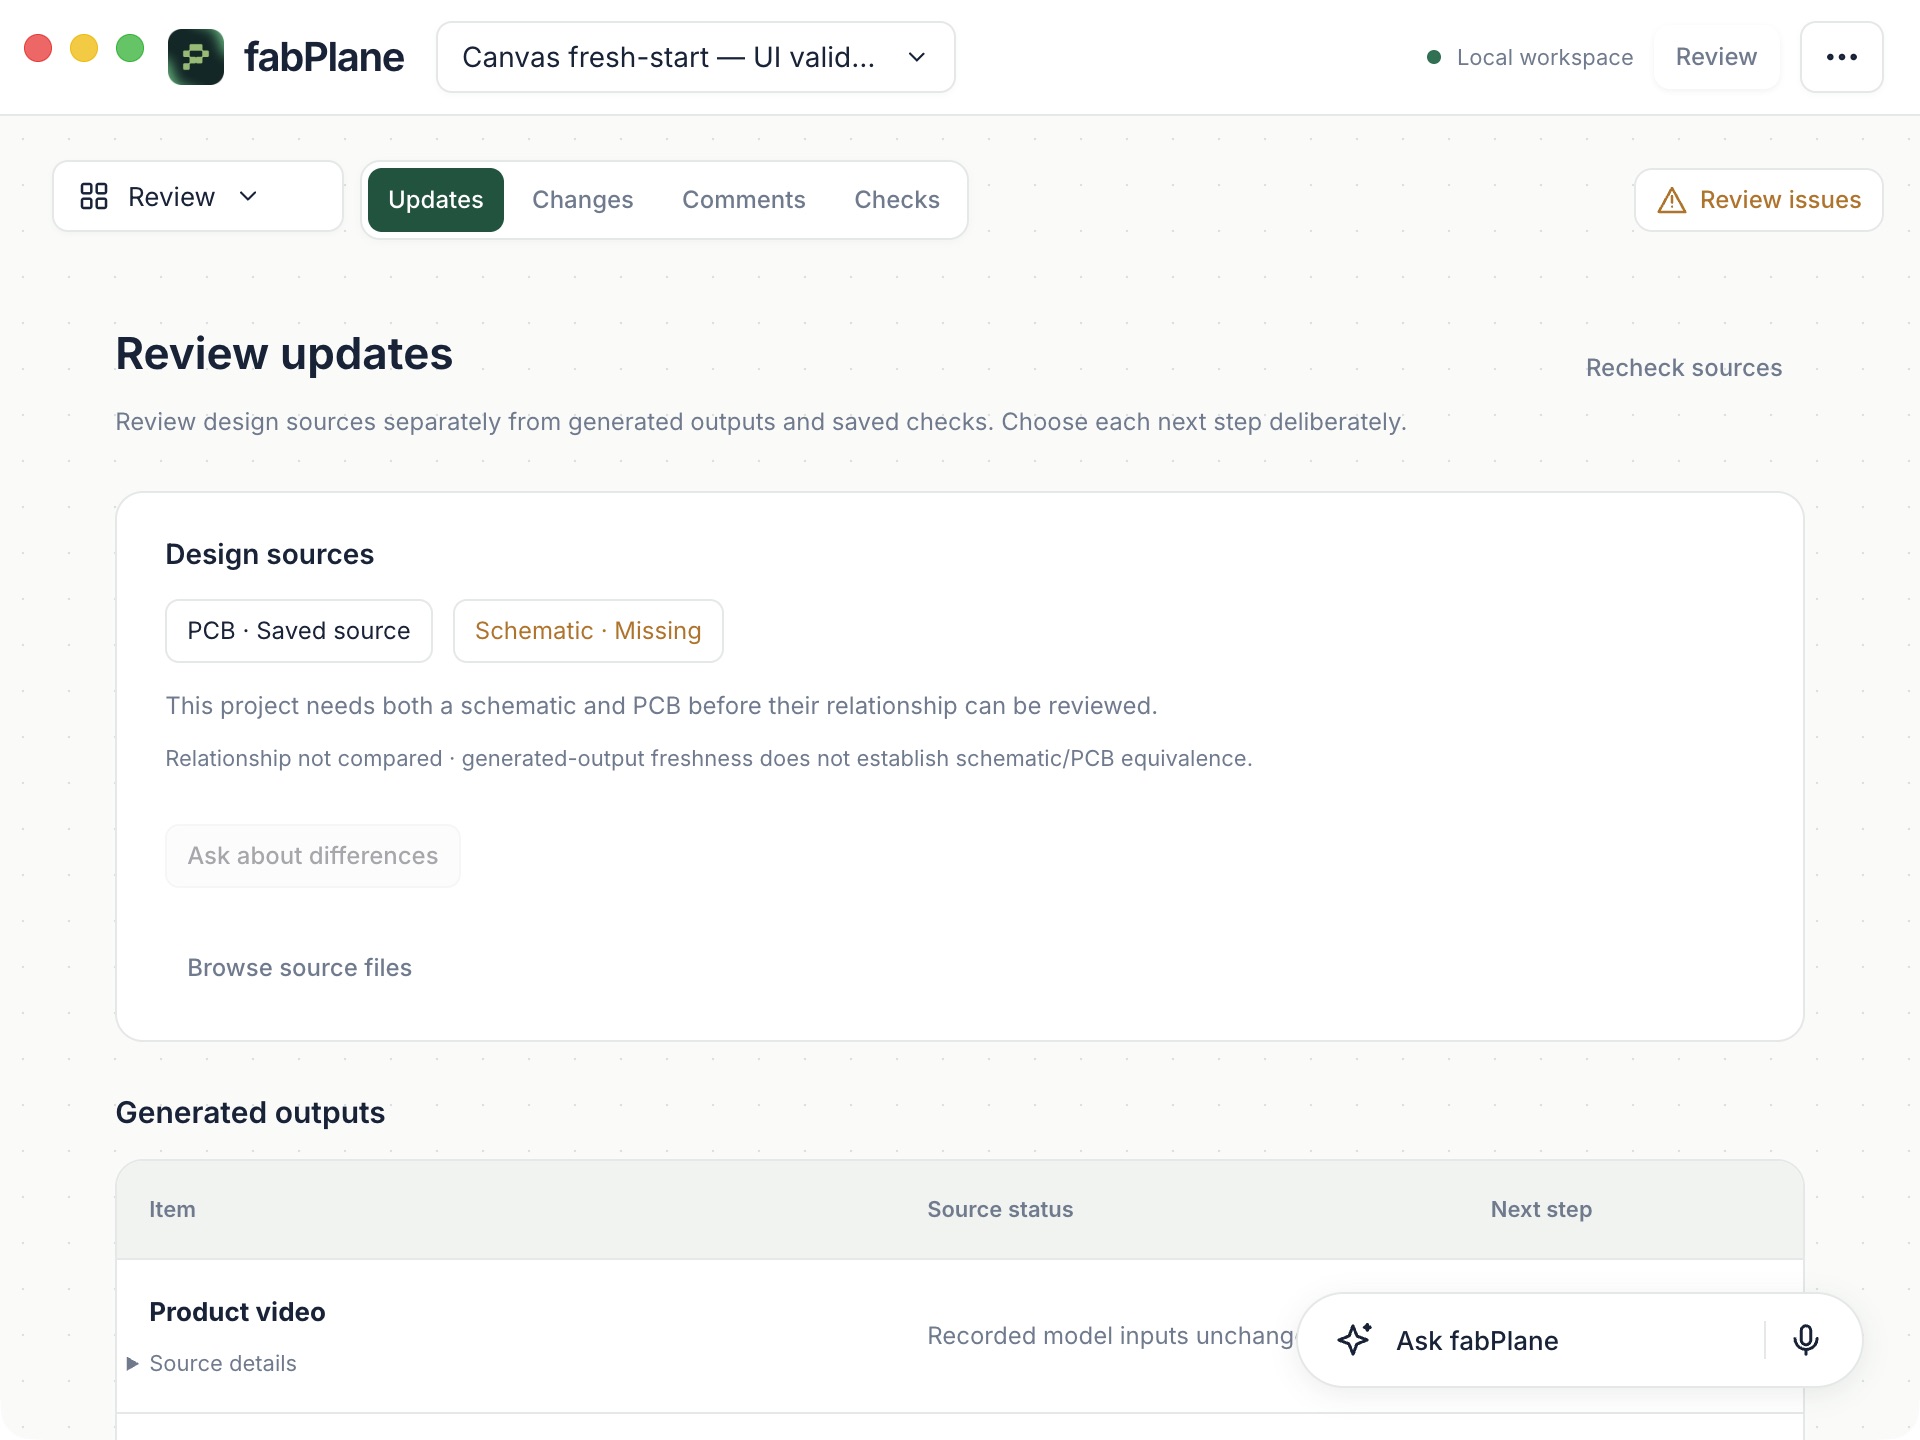 fabPlane
Canvas fresh-start — UI valid...
Local workspace
Review
Review
Updates
Changes
Comments
Checks
Review issues
Review updates
Recheck sources
Review design sources separately from generated outputs and saved checks. Choose each next step deliberately.
Design sources
PCB · Saved source
Schematic · Missing
This project needs both a schematic and PCB before their relationship can be reviewed.
Relationship not compared · generated-output freshness does not establish schematic/PCB equivalence.
Ask about differences
Browse source files
Generated outputs
Item
Source status
Next step
Product video
Source details
Recorded model inputs
Ask fabPlane